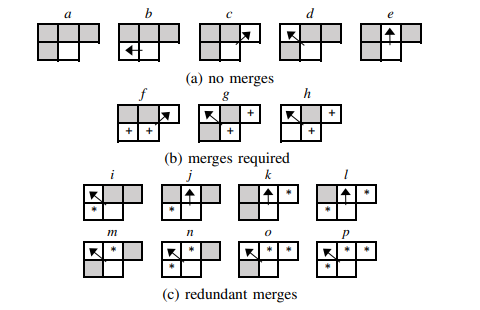 a b c d e
(a) no merges
f g h
+ +
+ +
+ +
(b) merges required
i j k l
* *
* * *
m n o p
* * * * * *
* *
(c) redundant merges